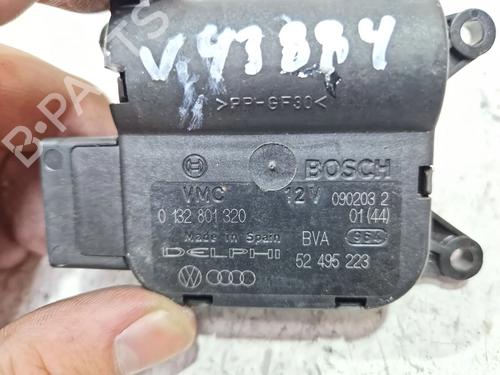 V43884
>PP-GF30<
BOSCH
VMC 12V 090203 2
0 132 801 320 01(44)
Made in Spain BVA
DELPHI 52 495 223
B-PARTS